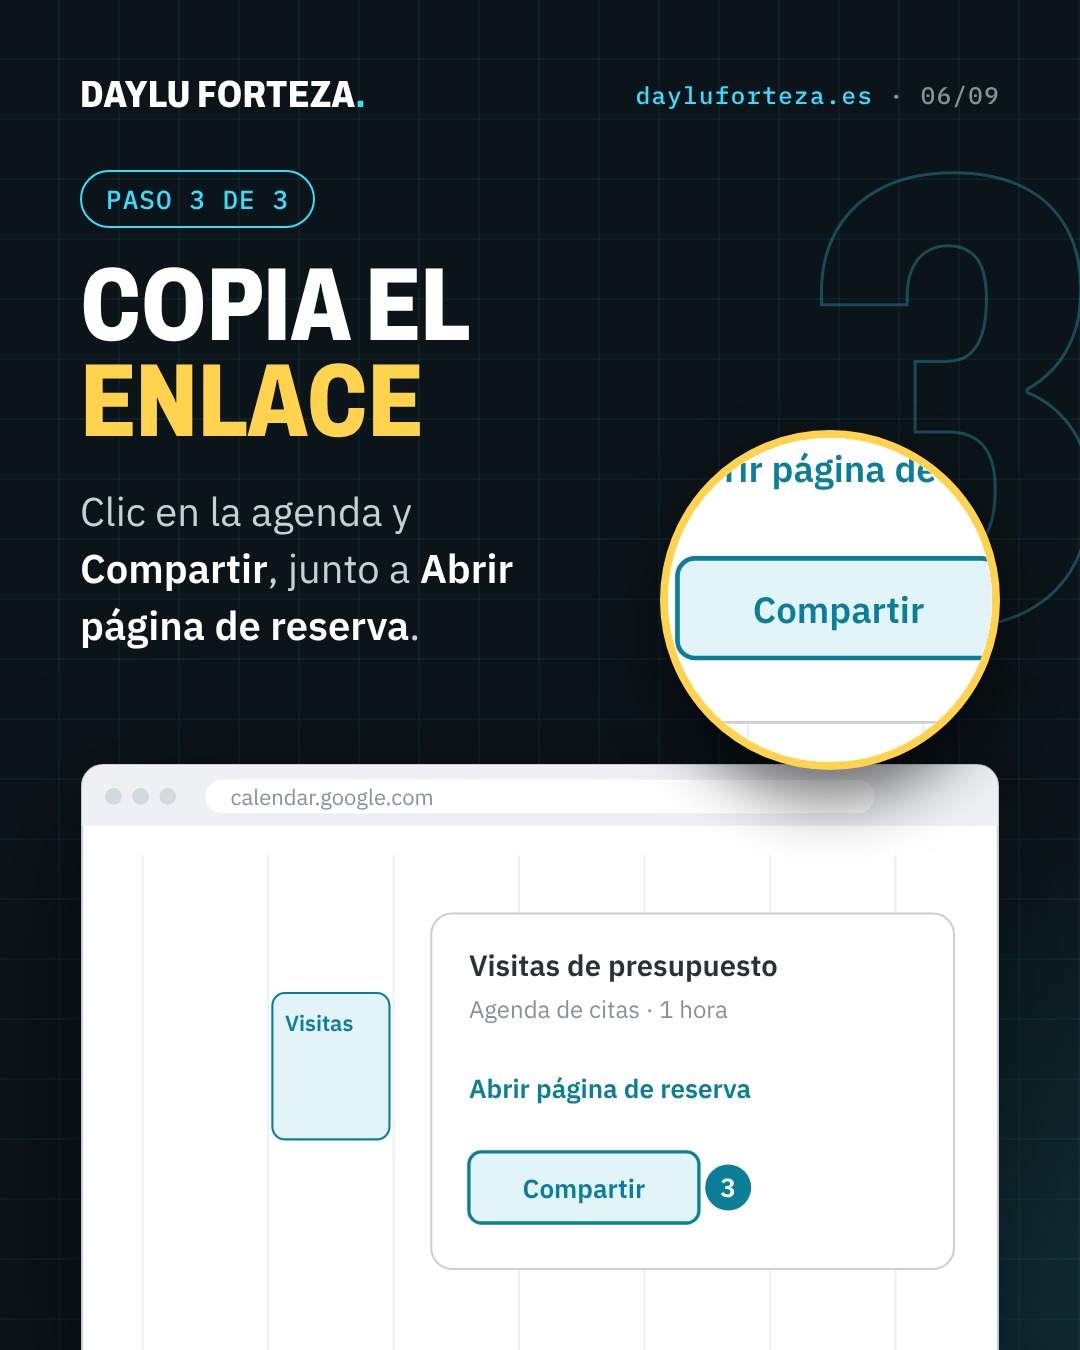 DAYLU FORTEZA.
dayluforteza.es · 06/09
PASO 3 DE 3
3
COPIA EL
ENLACE
Clic en la agenda y
Compartir, junto a Abrir
página de reserva.
ir página de
Compartir
calendar.google.com
Visitas
Visitas de presupuesto
Agenda de citas · 1 hora
Abrir página de reserva
Compartir 3